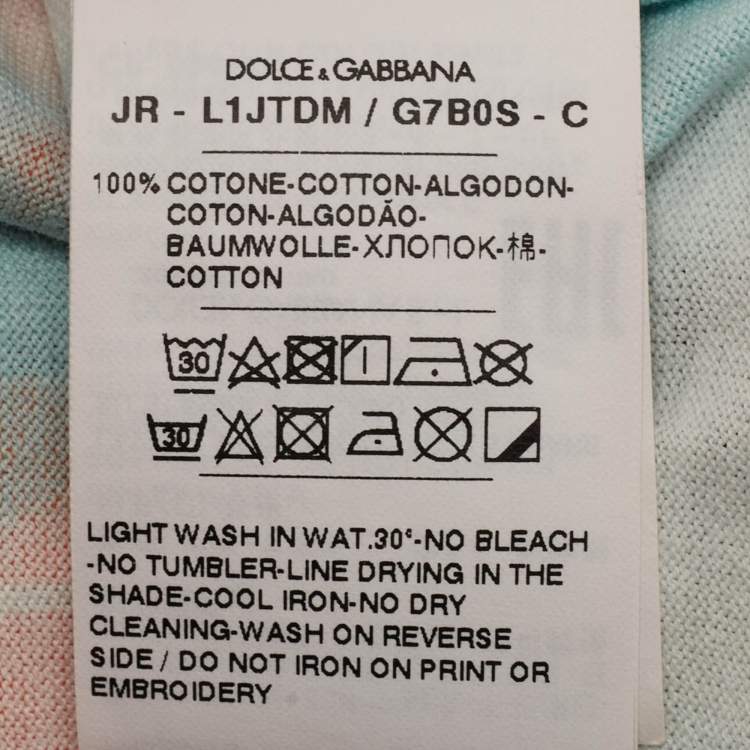 DOLCE & GABBANA
JR - L1JTDM / G7B0S - C
100% COTONE-COTTON-ALGODON-
COTON-ALGODÃO-
BAUMWOLLE-ХЛОПОК-棉-
COTTON
30
30
LIGHT WASH IN WAT.30°-NO BLEACH
-NO TUMBLER-LINE DRYING IN THE
SHADE-COOL IRON-NO DRY
CLEANING-WASH ON REVERSE
SIDE / DO NOT IRON ON PRINT OR
EMBROIDERY